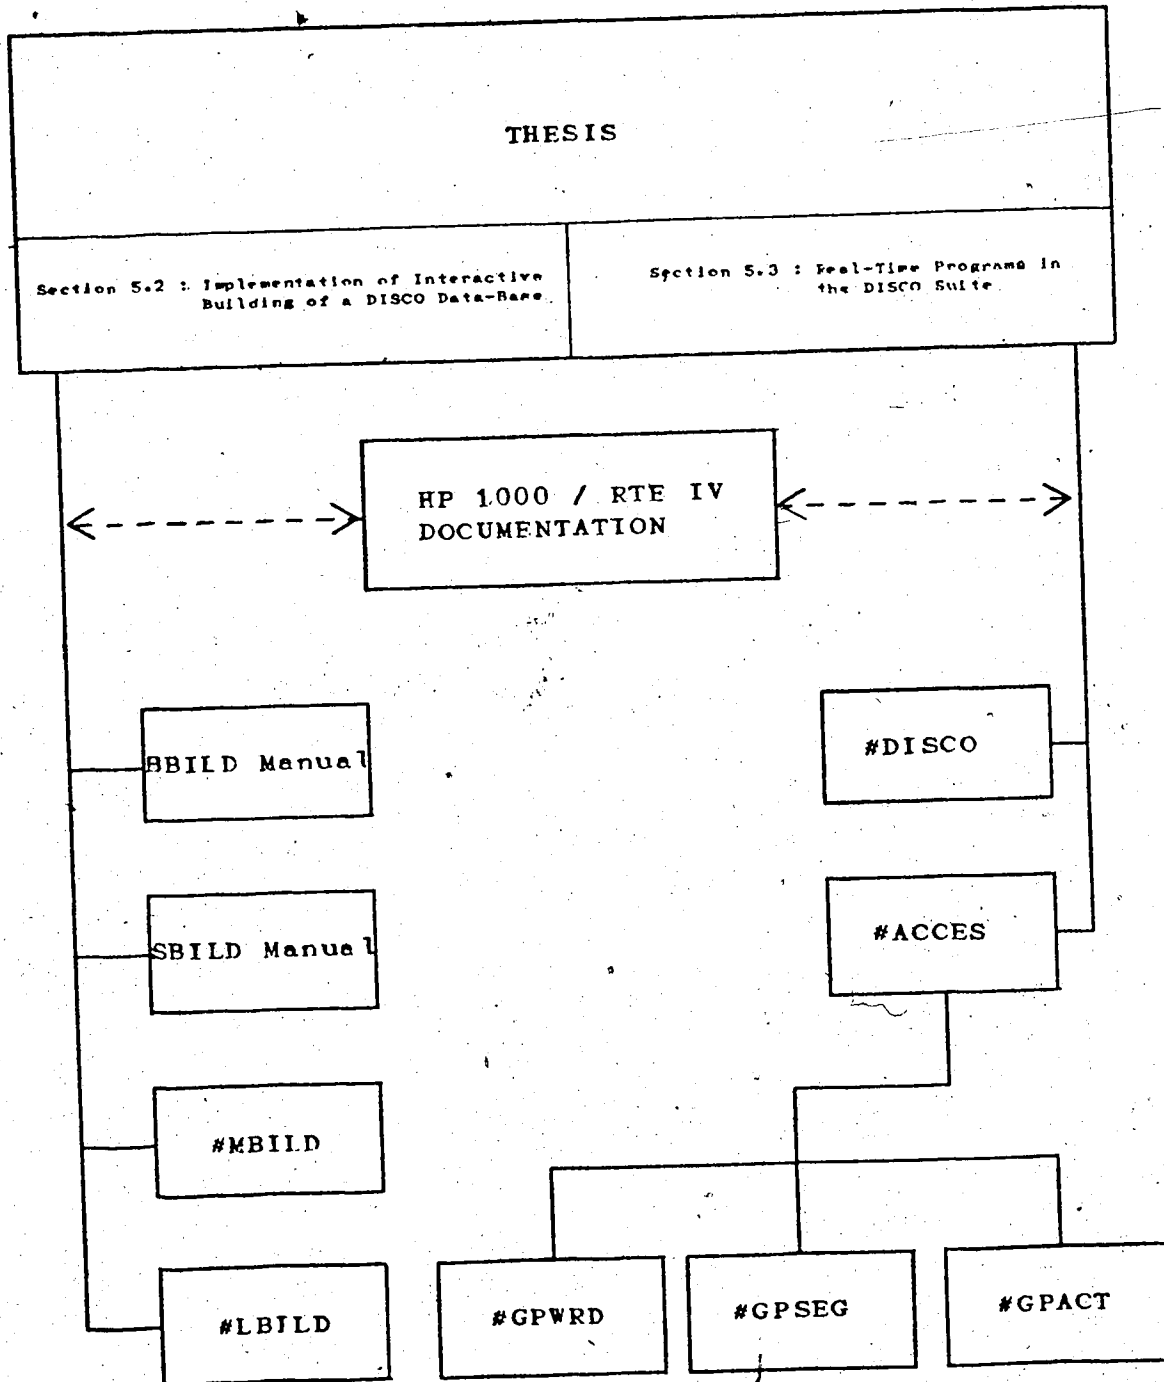 THESIS
Section 5.2 : Implementation of Interactive
Building of a DISCO Data-Base
Section 5.3 : Real-Time Programs in
the DISCO Suite
HP 1000 / RTE IV
DOCUMENTATION
BBILD Manual
#DISCO
SBILD Manual
#ACCES
#MBILD
#LBILD
#GPWRD
#GPSEG
#GPACT